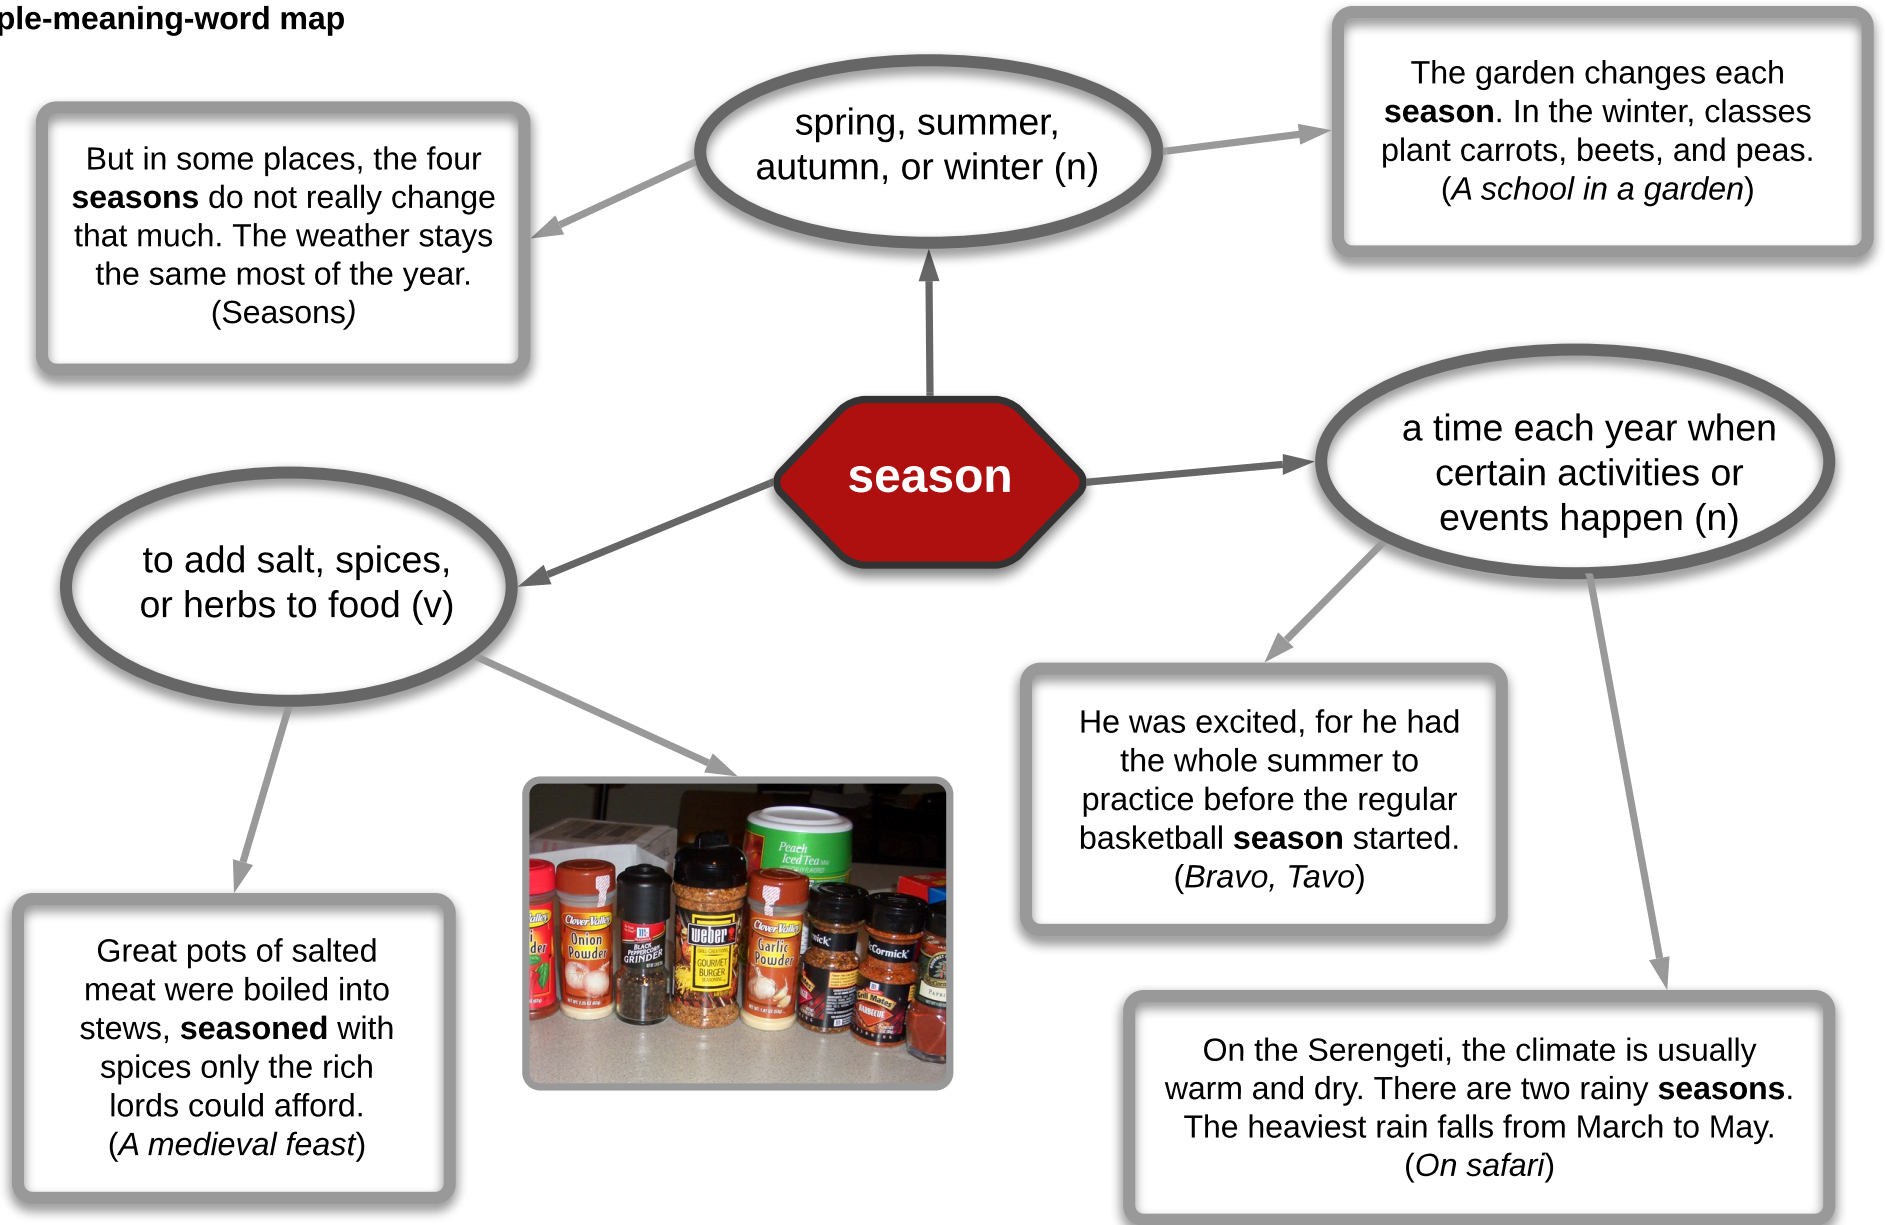 ple-meaning-word map
But in some places, the four
seasons do not really change
that much. The weather stays
the same most of the year.
(Seasons)
spring, summer,
autumn, or winter (n)
The garden changes each
season. In the winter, classes
plant carrots, beets, and peas.
(A school in a garden)
season
a time each year when
certain activities or
events happen (n)
to add salt, spices,
or herbs to food (v)
He was excited, for he had
the whole summer to
practice before the regular
basketball season started.
(Bravo, Tavo)
Great pots of salted
meat were boiled into
stews, seasoned with
spices only the rich
lords could afford.
(A medieval feast)
On the Serengeti, the climate is usually
warm and dry. There are two rainy seasons.
The heaviest rain falls from March to May.
(On safari)
Peach
Iced Tea
Clover Valley
Onion
Powder
BLACK
PEPPERCORN
GRINDER
weber
GOURMET
BURGER
SEASONING
Clover Valley
Garlic
Powder
mick
cCormick
Grill Mates
BARBECUE